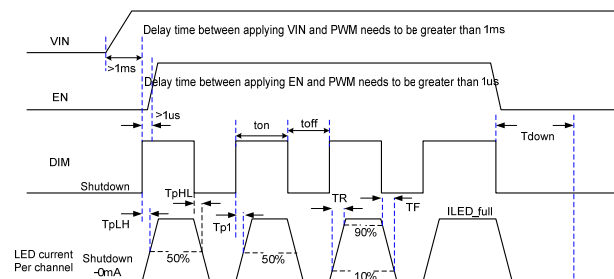 Delay time between applying VIN and PWM needs to be greater than 1ms
VIN
>1ms
Delay time between applying EN and PWM needs to be greater than 1us
EN
>1us
ton
toff
Tdown
DIM
Shutdown
TpHL
TR
TF
ILED_full
TpLH
Tp1
90%
LED current
Per channel
Shutdown
-0mA
50%
50%
10%